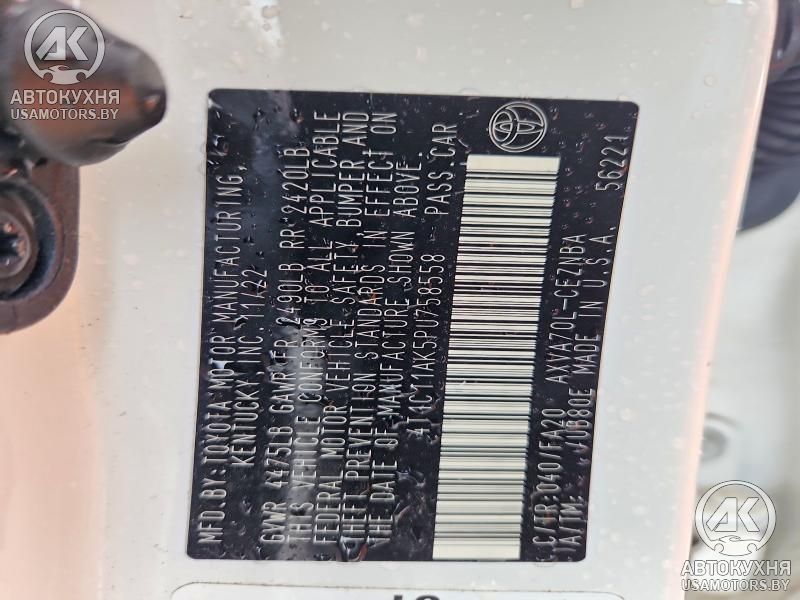 АК
АВТОКУХНЯ
USAMOTORS.BY
MFD.BY:TOYOTA MOTOR MANUFACTURING,
KENTUCKY INC. 11/22
GVWR 4475LB GAWR FR 2490LB RR 2420LB
THIS VEHICLE CONFORMS TO ALL APPLICABLE
FEDERAL MOTOR VEHICLE SAFETY, BUMPER, AND
THEFT PREVENTION STANDARDS IN EFFECT ON
THE DATE OF MANUFACTURE SHOWN ABOVE.
4T1C11AK5PU758558 PASS.CAR
C/TR:040/FA20 AXVA70L-CEZNBA
/A/TM: /U680E MADE IN U.S.A. 56221
АК
АВТОКУХНЯ
USAMOTORS.BY